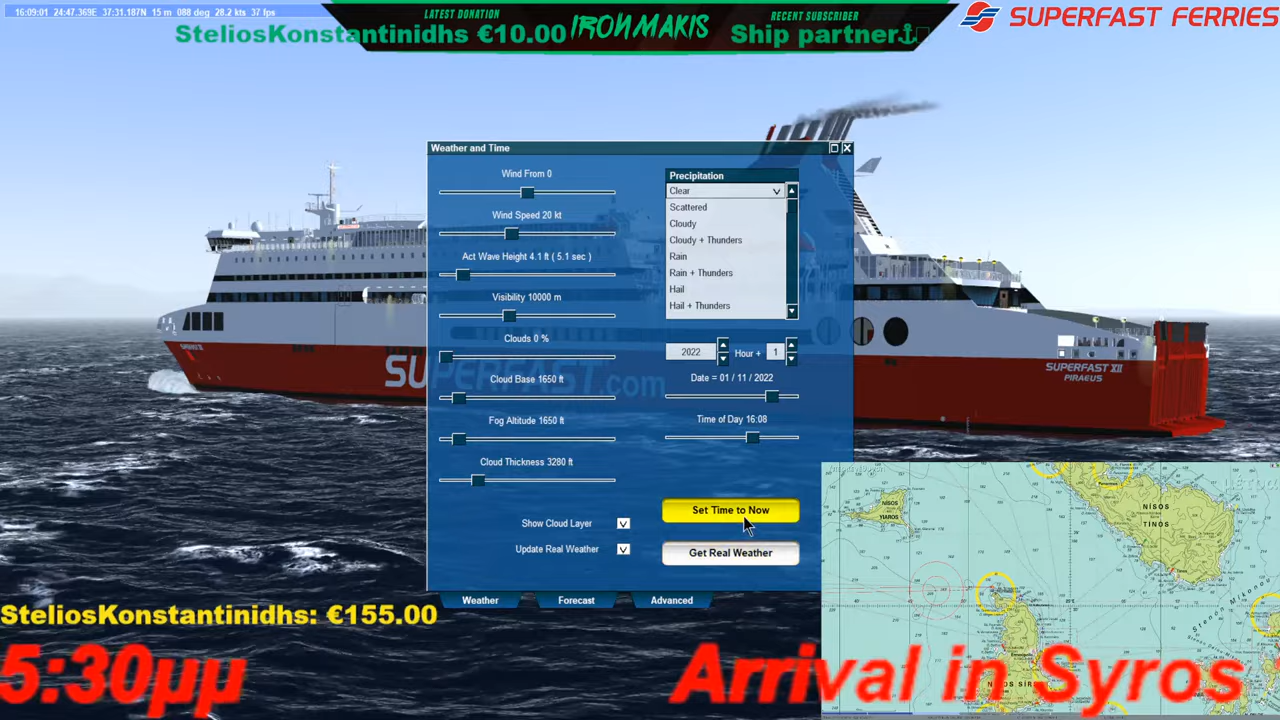 16:09:01 24:47.369E 37:31.187N 15 m 088 deg 28.2 kts 37 fps
LATEST DONATION
SteliosKonstantinidhs €10.00
IRONMAKIS
RECENT SUBSCRIBER
Ship partner
SUPERFAST FERRIES
Weather and Time
Wind From 0
Wind Speed 20 kt
Act Wave Height 4.1 ft ( 5.1 sec )
Visibility 10000 m
Clouds 0 %
Cloud Base 1650 ft
Fog Altitude 1650 ft
Cloud Thickness 3280 ft
Show Cloud Layer
Update Real Weather
Precipitation
Clear
Scattered
Cloudy
Cloudy + Thunders
Rain
Rain + Thunders
Hail
Hail + Thunders
2022 Hour + 1
Date = 01 / 11 / 2022
Time of Day 16:08
Set Time to Now
Get Real Weather
Weather
Forecast
Advanced
SUPERFAST.com
SUPERFAST XII
PIRAEUS
NISOS
TINOS
SteliosKonstantinidhs: €155.00
5:30μμ
Arrival in Syros